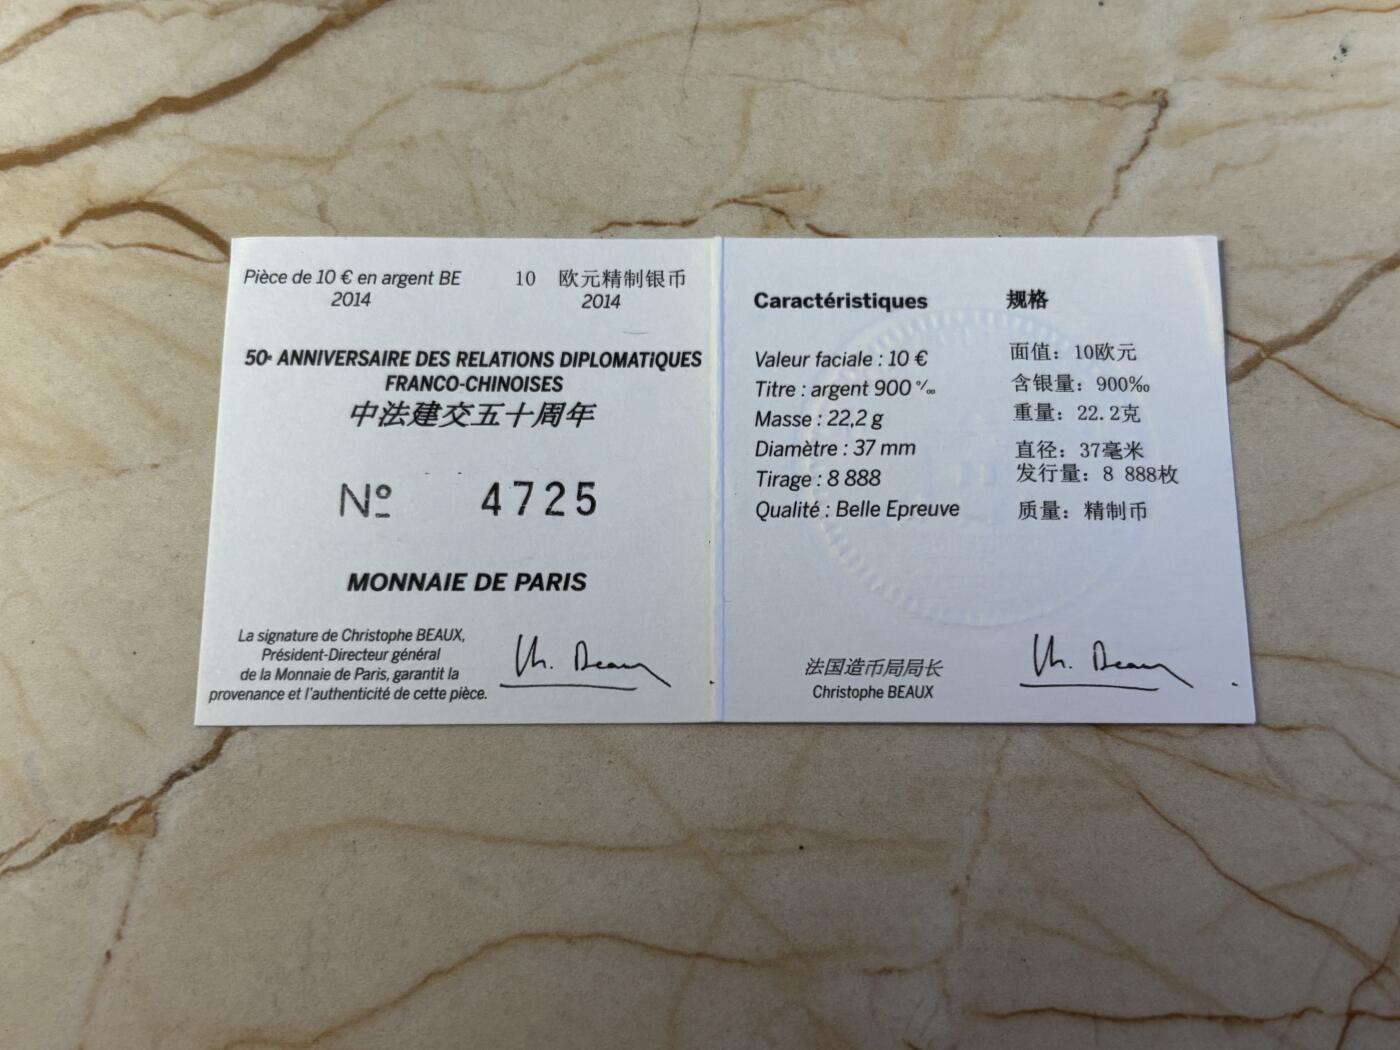 Pièce de 10 € en argent BE
2014
10 欧元精制银币
2014
50e ANNIVERSAIRE DES RELATIONS DIPLOMATIQUES
FRANCO-CHINOISES
中法建交五十周年
Nº 4725
MONNAIE DE PARIS
La signature de Christophe BEAUX,
Président-Directeur général
de la Monnaie de Paris, garantit la
provenance et l'authenticité de cette pièce.
Ch. Beaux
Caractéristiques
Valeur faciale : 10 €
Titre : argent 900 ‰
Masse : 22,2 g
Diamètre : 37 mm
Tirage : 8 888
Qualité : Belle Epreuve
规格
面值：10欧元
含银量：900‰
重量：22.2克
直径：37毫米
发行量：8 888枚
质量：精制币
法国造币局局长
Christophe BEAUX
Ch. Beaux